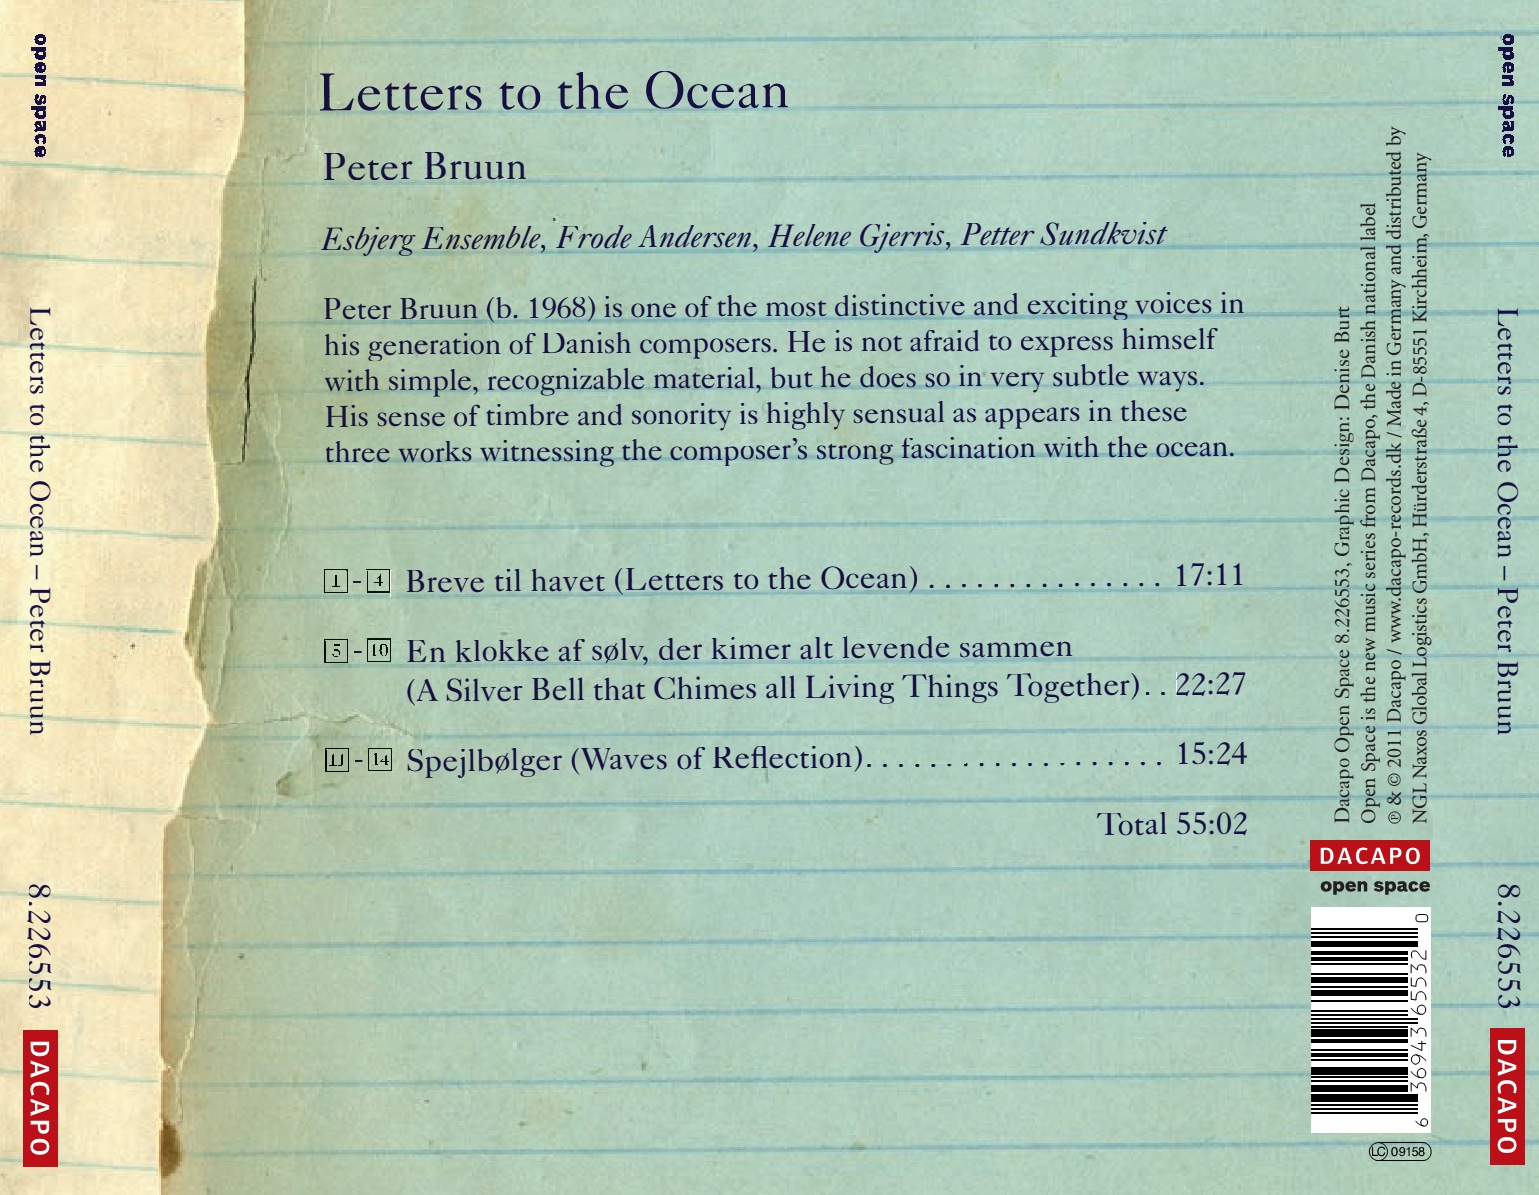 open space
Letters to the Ocean – Peter Bruun
8.226553
DACAPO
Letters to the Ocean
Peter Bruun
Esbjerg Ensemble, Frode Andersen, Helene Gjerris, Petter Sundkvist
Peter Bruun (b. 1968) is one of the most distinctive and exciting voices in
his generation of Danish composers. He is not afraid to express himself
with simple, recognizable material, but he does so in very subtle ways.
His sense of timbre and sonority is highly sensual as appears in these
three works witnessing the composer's strong fascination with the ocean.
1 - 4 Breve til havet (Letters to the Ocean) . . . . . . . . . . . . . . . 17:11
5 - 10 En klokke af sølv, der kimer alt levende sammen
(A Silver Bell that Chimes all Living Things Together) . . 22:27
11 - 14 Spejlbølger (Waves of Reflection). . . . . . . . . . . . . . . . . . . 15:24
Total 55:02
Dacapo Open Space 8.226553, Graphic Design: Denise Burt
Open Space is the new music series from Dacapo, the Danish national label
℗ & © 2011 Dacapo / www.dacapo-records.dk / Made in Germany and distributed by
NGL Naxos Global Logistics GmbH, Hürderstraße 4, D-85551 Kirchheim, Germany
DACAPO
open space
0 23559 34699 9
LC 09158
open space
Letters to the Ocean – Peter Bruun
8.226553
DACAPO